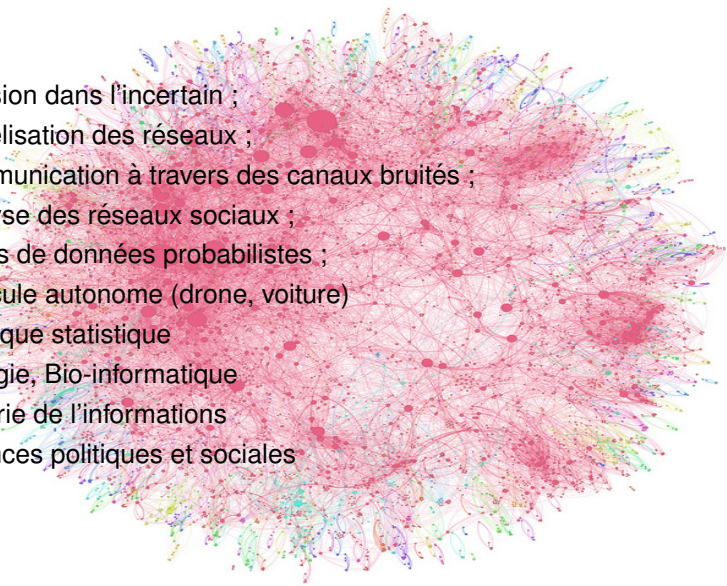 sion dans l'incertain ;
élisation des réseaux ;
munication à travers des canaux bruités ;
yse des réseaux sociaux ;
s de données probabilistes ;
cule autonome (drone, voiture)
que statistique
gie, Bio-informatique
rie de l'informations
nces politiques et sociales